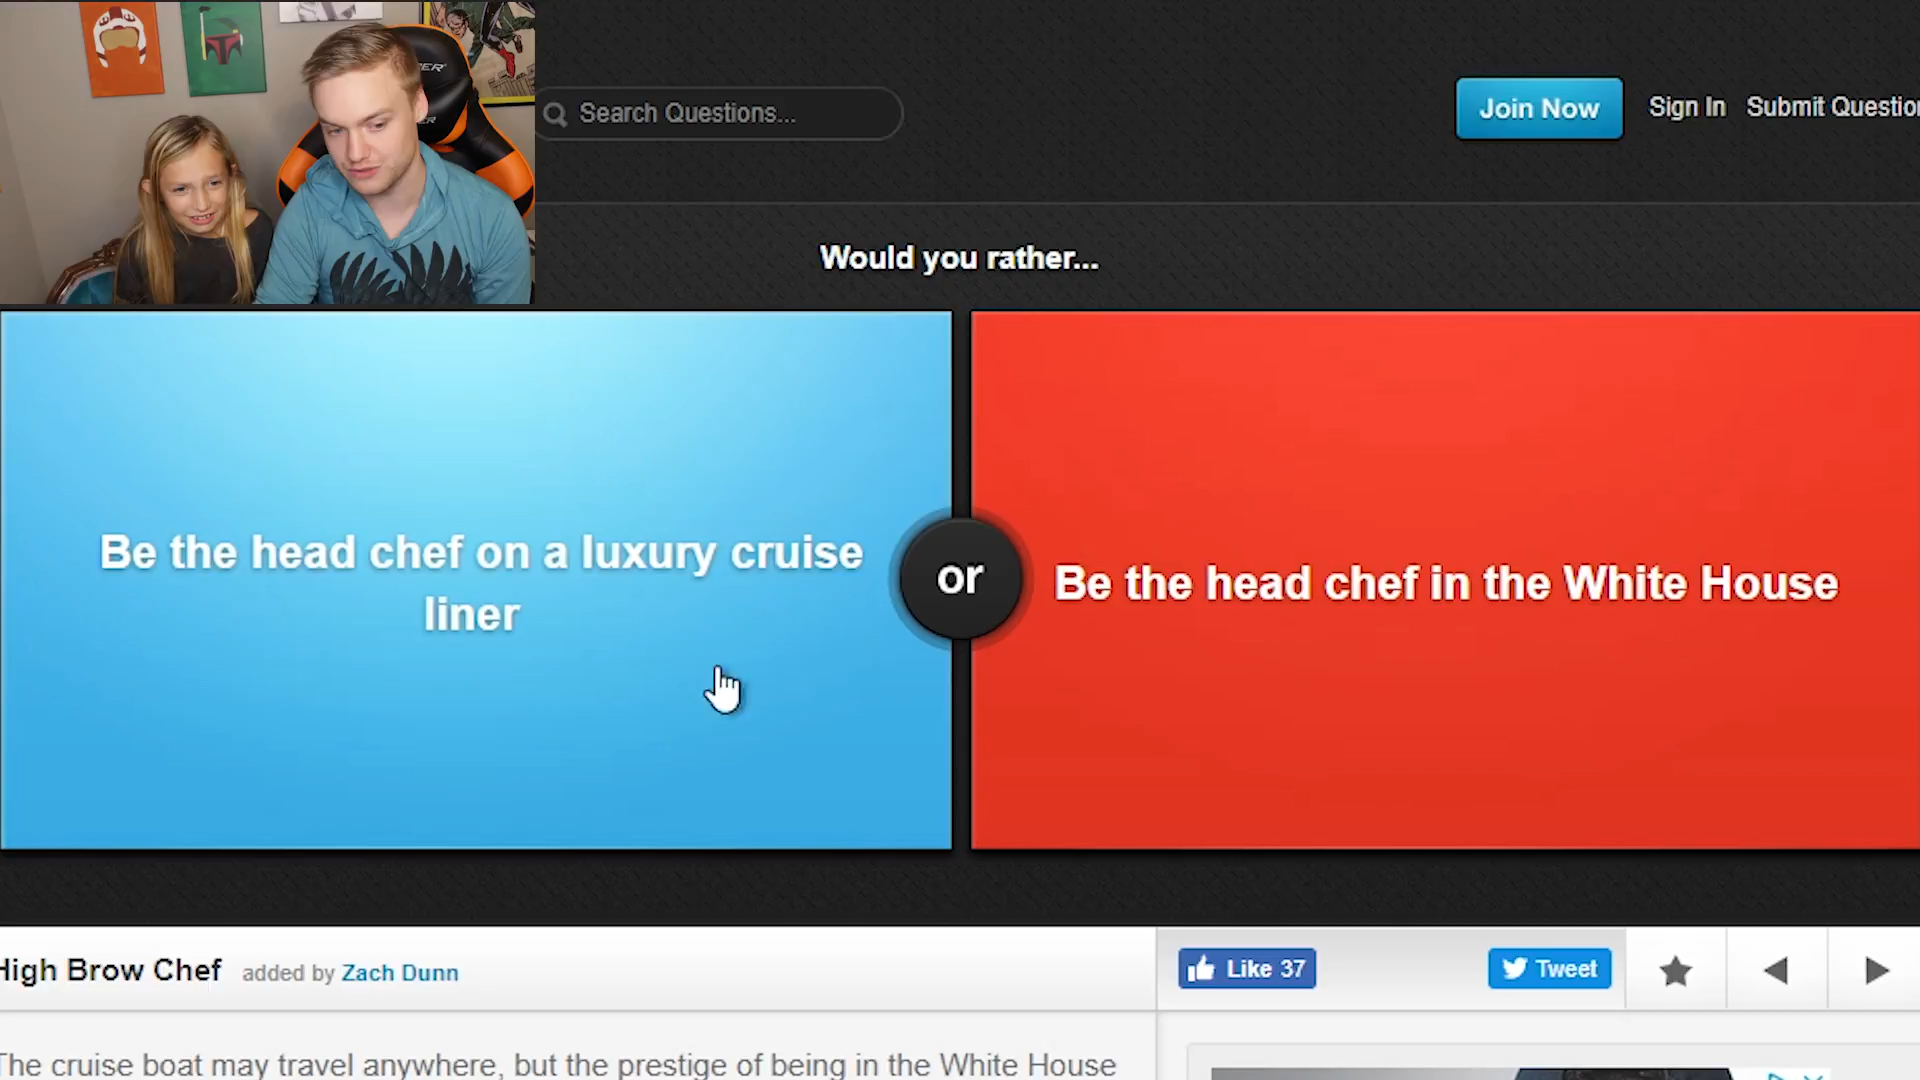 Search Questions...
Join Now
Sign In
Submit Questio
Would you rather...
Be the head chef on a luxury cruise
liner
or
Be the head chef in the White House
High Brow Chef
added by Zach Dunn
Like 37
Tweet
The cruise boat may travel anywhere, but the prestige of being in the White House